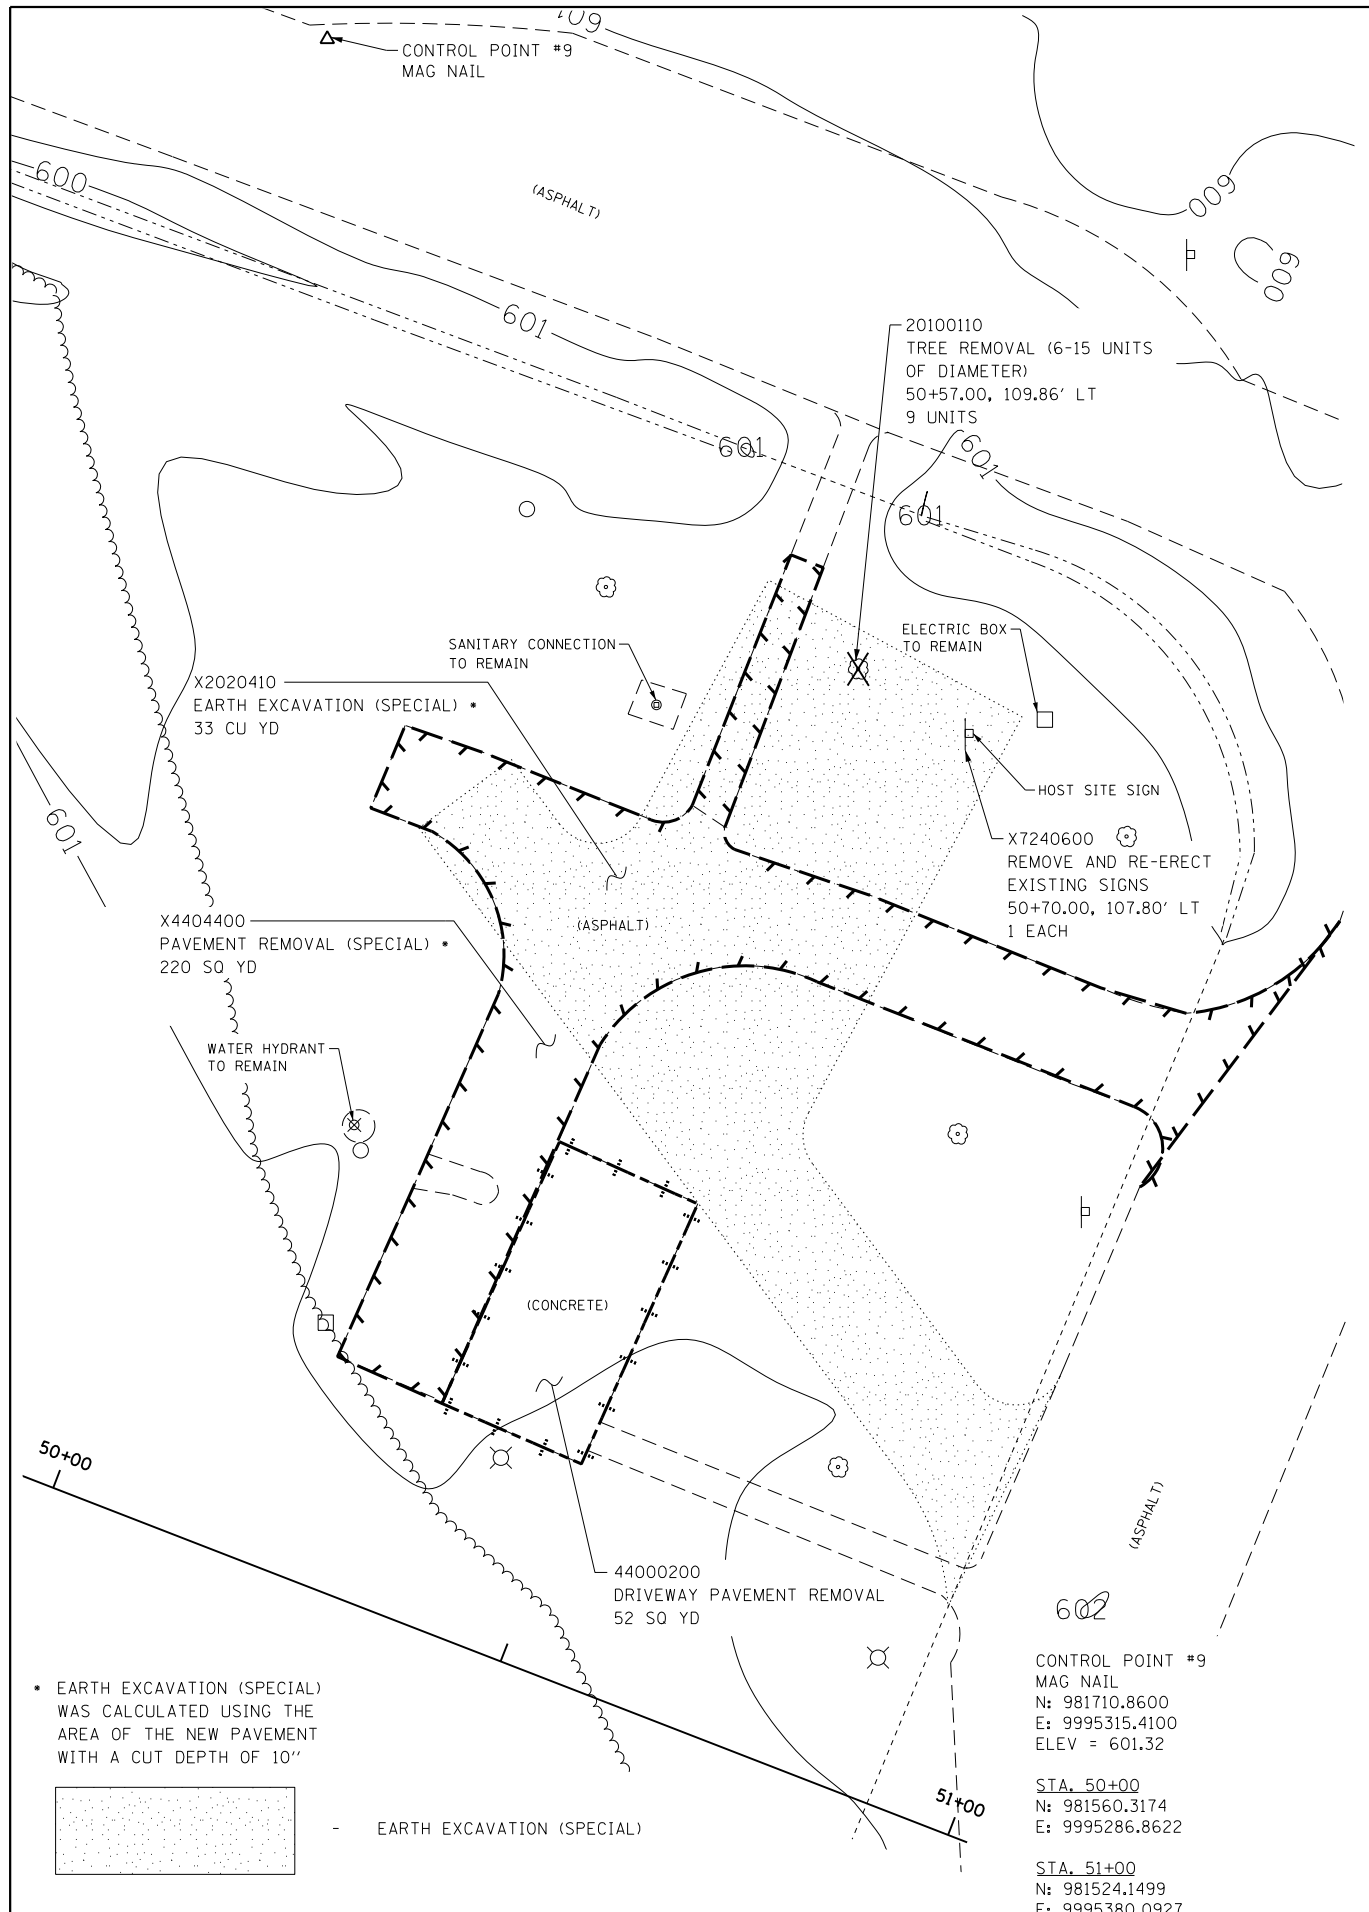 109
CONTROL POINT #9
MAG NAIL
600
(ASPHALT)
600
600
601
20100110
TREE REMOVAL (6-15 UNITS
OF DIAMETER)
50+57.00, 109.86' LT
9 UNITS
601
601
601
SANITARY CONNECTION
TO REMAIN
ELECTRIC BOX
TO REMAIN
X2020410
EARTH EXCAVATION (SPECIAL) *
33 CU YD
HOST SITE SIGN
601
X7240600
REMOVE AND RE-ERECT
EXISTING SIGNS
50+70.00, 107.80' LT
1 EACH
X4404400
PAVEMENT REMOVAL (SPECIAL) *
220 SQ YD
(ASPHALT)
WATER HYDRANT
TO REMAIN
(CONCRETE)
50+00
(ASPHALT)
44000200
DRIVEWAY PAVEMENT REMOVAL
52 SQ YD
602
* EARTH EXCAVATION (SPECIAL)
WAS CALCULATED USING THE
AREA OF THE NEW PAVEMENT
WITH A CUT DEPTH OF 10''
- EARTH EXCAVATION (SPECIAL)
51+00
CONTROL POINT #9
MAG NAIL
N: 981710.8600
E: 9995315.4100
ELEV = 601.32
STA. 50+00
N: 981560.3174
E: 9995286.8622
STA. 51+00
N: 981524.1499
E: 9995380.0927